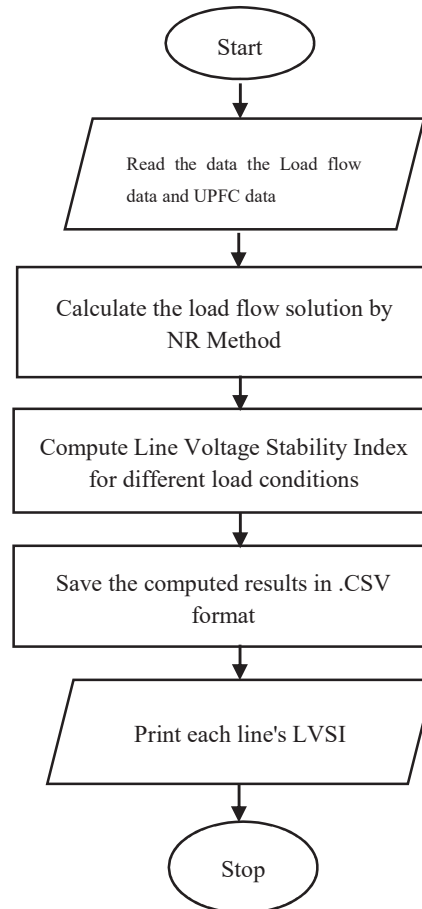 Start
Read the data the Load flow
data and UPFC data
Calculate the load flow solution by
NR Method
Compute Line Voltage Stability Index
for different load conditions
Save the computed results in .CSV
format
Print each line's LVSI
Stop